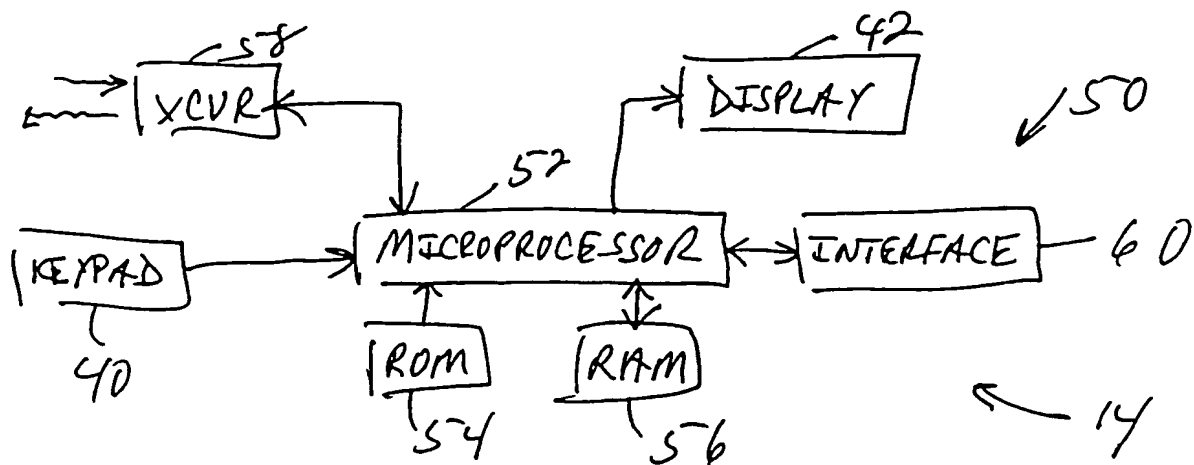 58
42
XCVR
DISPLAY
50
52
KEYPAD
MICROPROCESSOR
INTERFACE
60
40
ROM
RAM
54
56
14